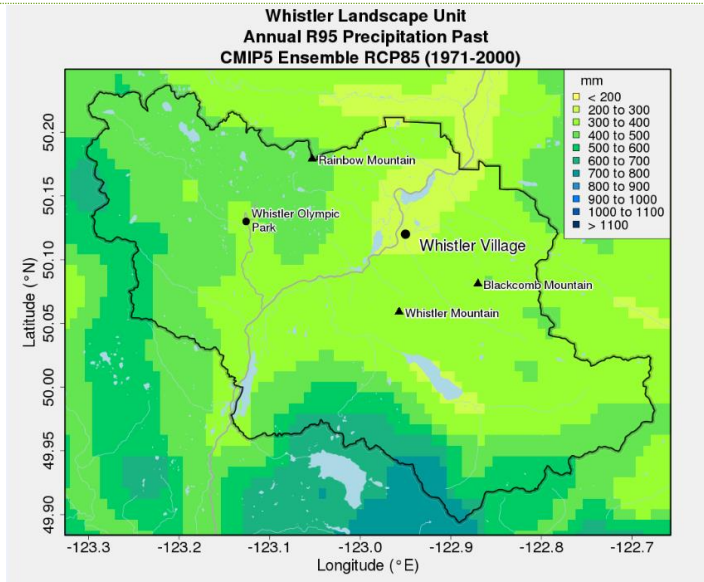 Whistler Landscape Unit
Annual R95 Precipitation Past
CMIP5 Ensemble RCP85 (1971-2000)
mm
< 200
200 to 300
300 to 400
400 to 500
500 to 600
600 to 700
700 to 800
800 to 900
900 to 1000
1000 to 1100
> 1100
Rainbow Mountain
Whistler Olympic
Park
Whistler Village
Blackcomb Mountain
Whistler Mountain
Latitude (°N)
50.20
50.15
50.10
50.05
50.00
49.95
49.90
-123.3 -123.2 -123.1 -123.0 -122.9 -122.8 -122.7
Longitude (°E)